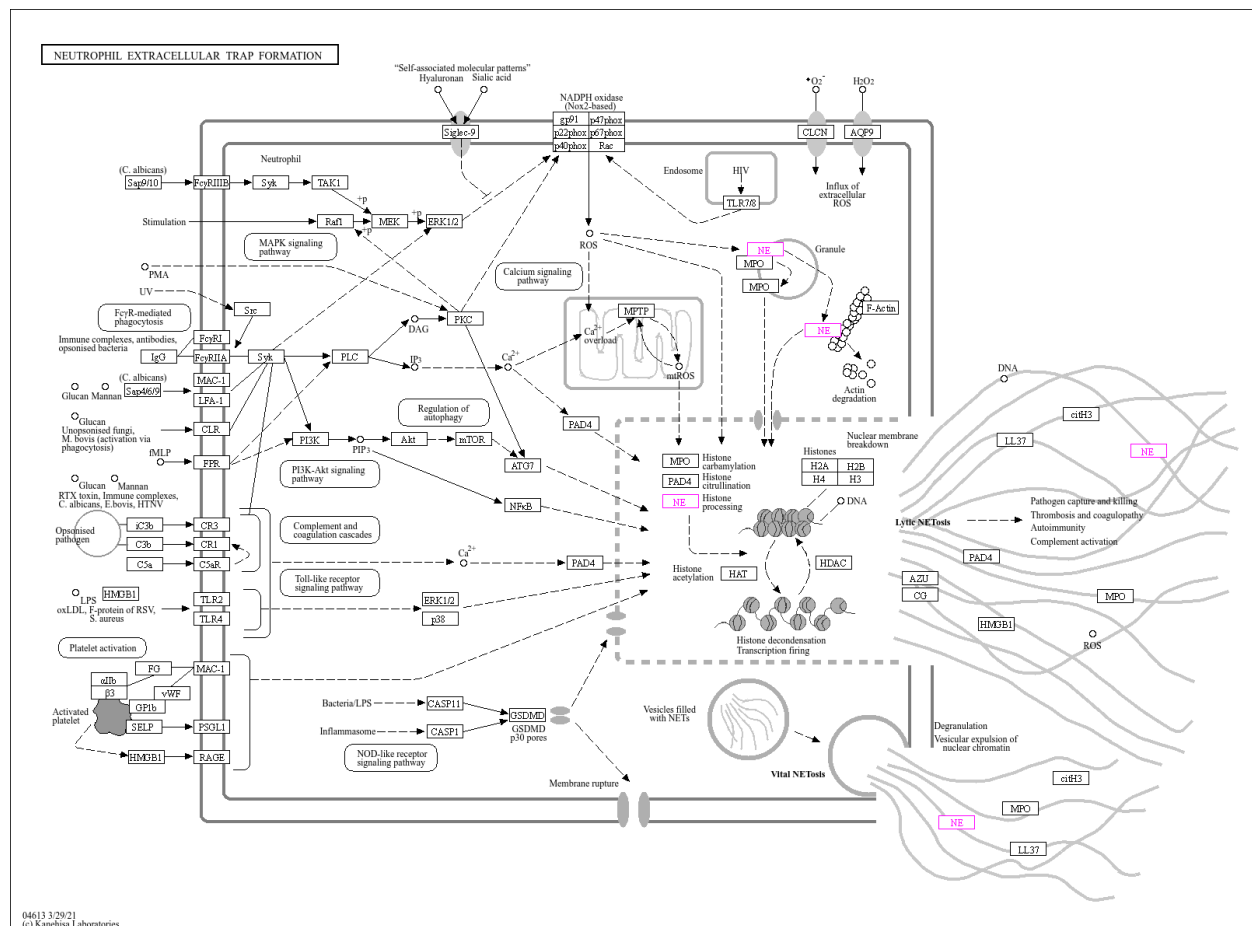 NEUTROPHIL EXTRACELLULAR TRAP FORMATION
“Self-associated molecular patterns”
Hyaluronan
Sialic acid
Siglec-9
NADPH oxidase
(Nox2-based)
gp91
p47phox
p22phox
p67phox
p40phox
Rac
•O2-
H2O2
CLCN
AQP9
Influx of
extracellular
ROS
Neutrophil
(C. albicans)
Sap9/10
FcγRIIIB
Syk
TAK1
+p
Stimulation
Raf1
+p
MEK
+p
ERK1/2
MAPK signaling
pathway
Endosome
HIV
TLR7/8
ROS
NE
MPO
MPO
Granule
Calcium signaling
pathway
PMA
UV
Src
FcγR-mediated
phagocytosis
DAG
PKC
MPTP
Ca2+
overload
mtROS
NE
F-Actin
Actin
degradation
Immune complexes, antibodies,
opsonised bacteria
IgG
FcγRI
FcγRIIA
Syk
PLC
IP3
Ca2+
(C. albicans)
Glucan Mannan
Sap4/6/9
MAC-1
LFA-1
Glucan
Unopsonised fungi,
M. bovis (activation via
phagocytosis)
CLR
fMLP
FPR
PI3K
PIP3
Akt
mTOR
Regulation of
autophagy
ATG7
PAD4
PI3K-Akt signaling
pathway
NFκB
Glucan
Mannan
RTX toxin, Immune complexes,
C. albicans, E.bovis, HTNV
Opsonised
pathogen
iC3b
C3b
C5a
CR3
CR1
C5aR
Complement and
coagulation cascades
Ca2+
PAD4
Toll-like receptor
signaling pathway
LPS
HMGB1
oxLDL, F-protein of RSV,
S. aureus
TLR2
TLR4
ERK1/2
p38
Nuclear membrane
breakdown
Histones
H2A
H2B
H4
H3
DNA
MPO
Histone
carbamylation
PAD4
Histone
citrullination
NE
Histone
processing
Histone
acetylation
HAT
HDAC
Histone decondensation
Transcription firing
Platelet activation
FG
MAC-1
αIIb
β3
vWF
GP1b
Activated
platelet
SELP
PSGL1
HMGB1
RAGE
Bacteria/LPS
CASP11
Inflammasome
CASP1
GSDMD
GSDMD
p30 pores
NOD-like receptor
signaling pathway
Membrane rupture
Vesicles filled
with NETs
Vital NETosis
Degranulation
Vesicular expulsion of
nuclear chromatin
DNA
citH3
LL37
NE
Lytic NETosis
Pathogen capture and killing
Thrombosis and coagulopathy
Autoimmunity
Complement activation
PAD4
AZU
CG
MPO
HMGB1
ROS
citH3
MPO
NE
LL37
04613 3/29/21
(c) Kanehisa Laboratories